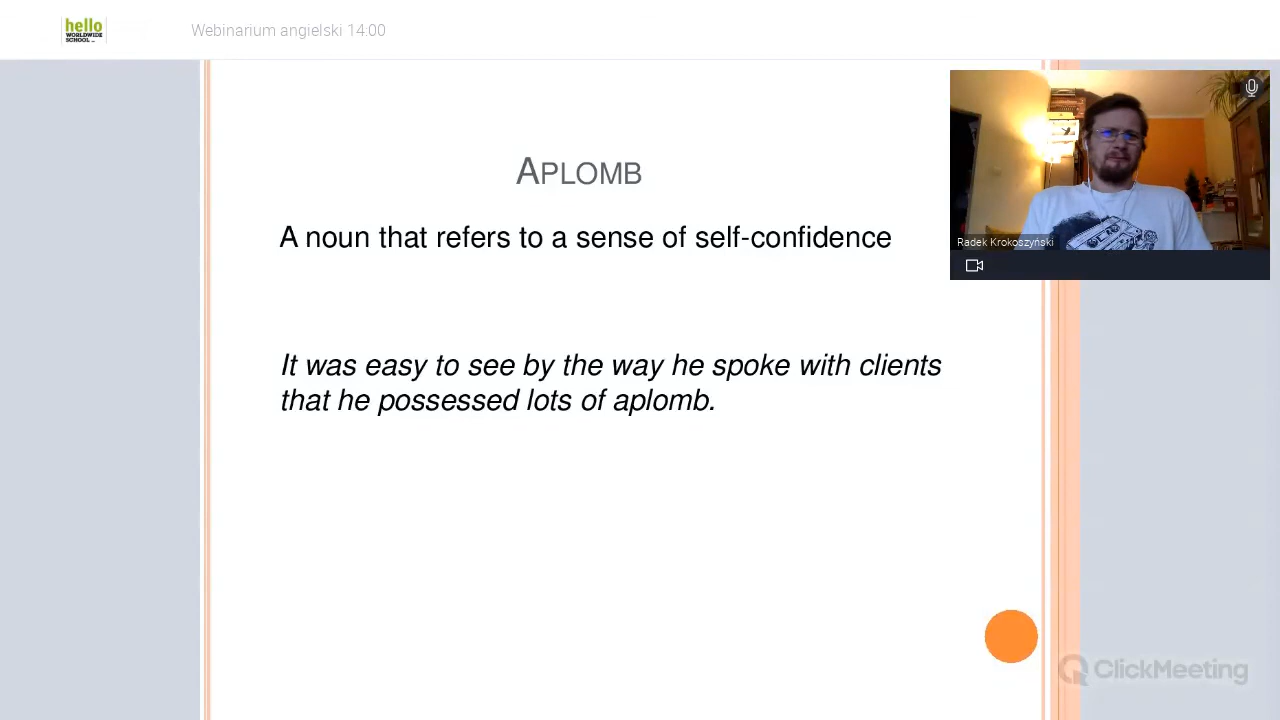 hello
WORLDWIDE
SCHOOL
Webinarium angielski 14:00
APLOMB
A noun that refers to a sense of self-confidence
It was easy to see by the way he spoke with clients
that he possessed lots of aplomb.
Radek Krokoszyński
ClickMeeting